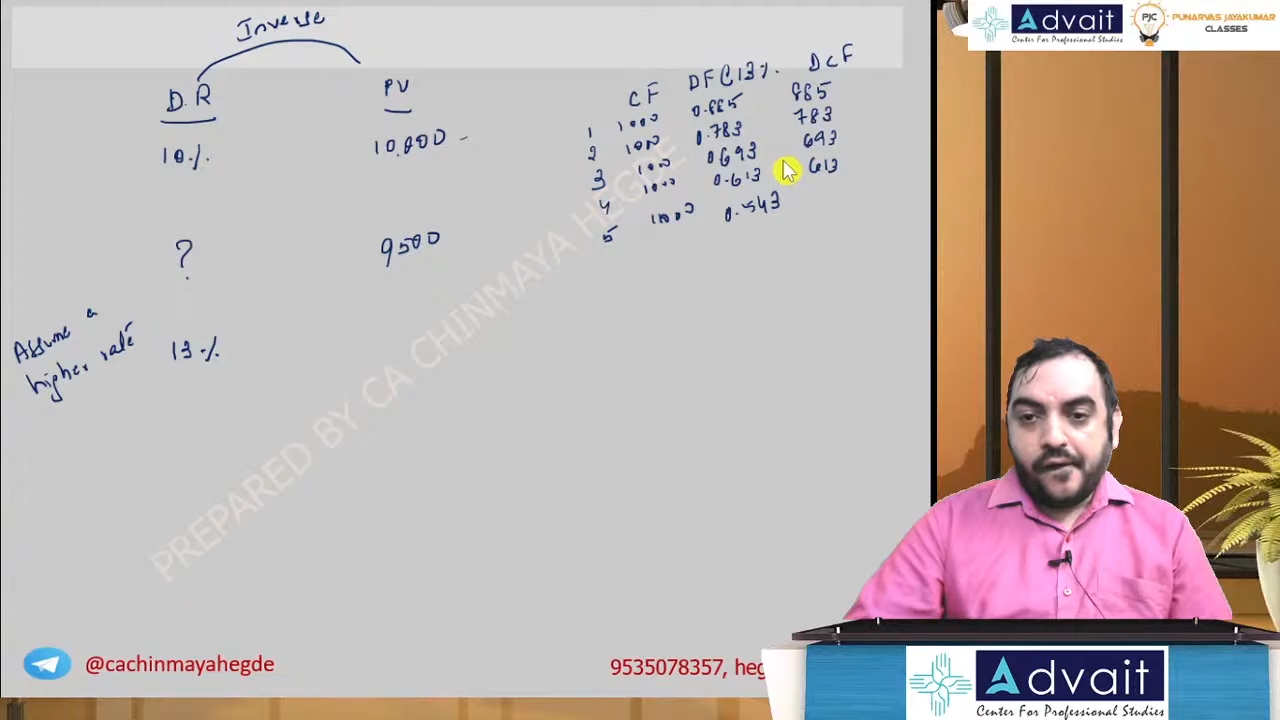 Inverse
D.R PV
10% 10,000 -
? 9500
Assume a
higher rate 13%
CF DF @ 13% DCF
1 1000 0.885 885
2 1000 0.783 783
3 1000 0.693 693
4 1000 0.613 613
5 1000 0.543
PREPARED BY CA CHINMAYA HEGDE
@cachinmayahegde
9535078357, heg
Advait
Center For Professional Studies
PJC
PUNARVAS JAYAKUMAR
CLASSES
Advait
Center For Professional Studies